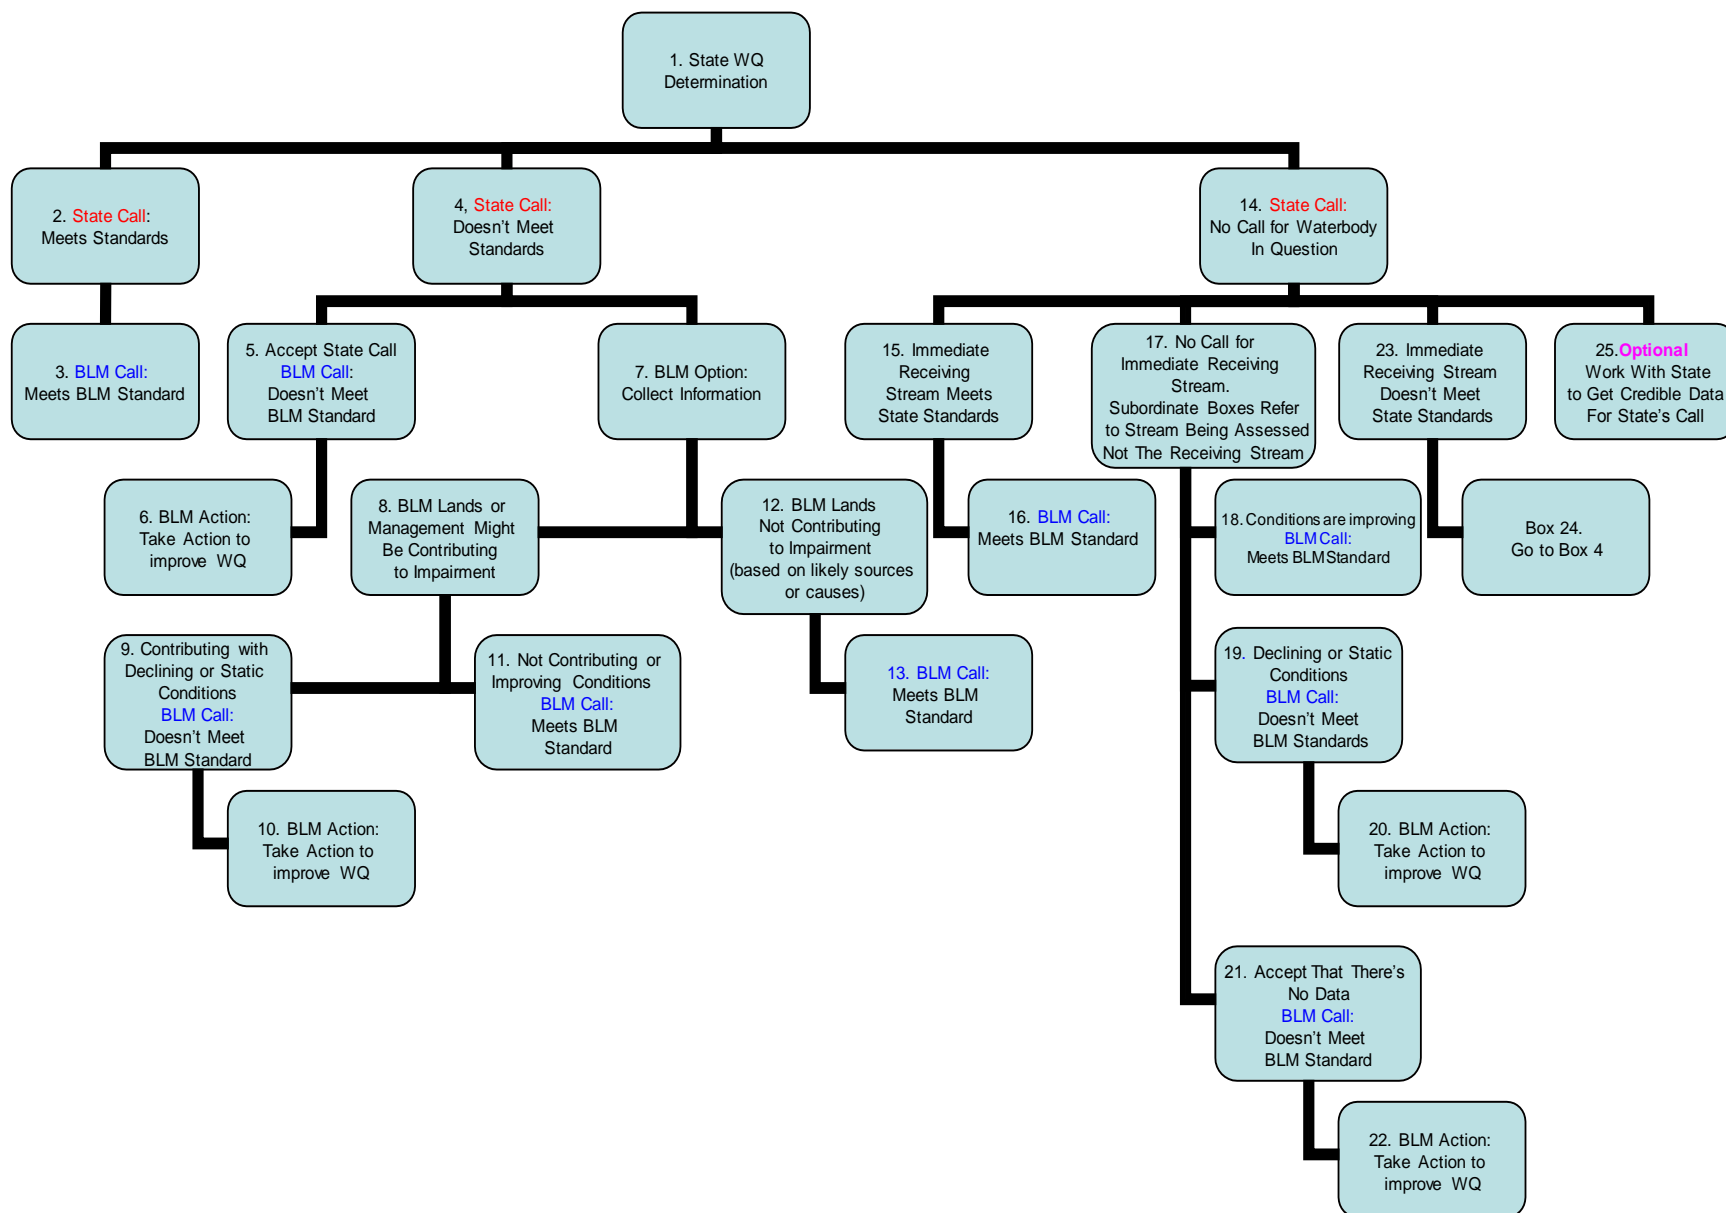 1. State WQ
Determination
2. State Call:
Meets Standards
4, State Call:
Doesn't Meet
Standards
14. State Call:
No Call for Waterbody
In Question
3. BLM Call:
Meets BLM Standard
5. Accept State Call
BLM Call:
Doesn't Meet
BLM Standard
7. BLM Option:
Collect Information
15. Immediate
Receiving
Stream Meets
State Standards
17. No Call for
Immediate Receiving
Stream.
Subordinate Boxes Refer
to Stream Being Assessed
Not The Receiving Stream
23. Immediate
Receiving Stream
Doesn't Meet
State Standards
25.Optional
Work With State
to Get Credible Data
For State's Call
6. BLM Action:
Take Action to
improve WQ
8. BLM Lands or
Management Might
Be Contributing
to Impairment
12. BLM Lands
Not Contributing
to Impairment
(based on likely sources
or causes)
16. BLM Call:
Meets BLM Standard
18. Conditions are improving
BLM Call:
Meets BLM Standard
Box 24.
Go to Box 4
9. Contributing with
Declining or Static
Conditions
BLM Call:
Doesn't Meet
BLM Standard
11. Not Contributing or
Improving Conditions
BLM Call:
Meets BLM
Standard
13. BLM Call:
Meets BLM
Standard
19. Declining or Static
Conditions
BLM Call:
Doesn't Meet
BLM Standards
10. BLM Action:
Take Action to
improve WQ
20. BLM Action:
Take Action to
improve WQ
21. Accept That There's
No Data
BLM Call:
Doesn't Meet
BLM Standard
22. BLM Action:
Take Action to
improve WQ